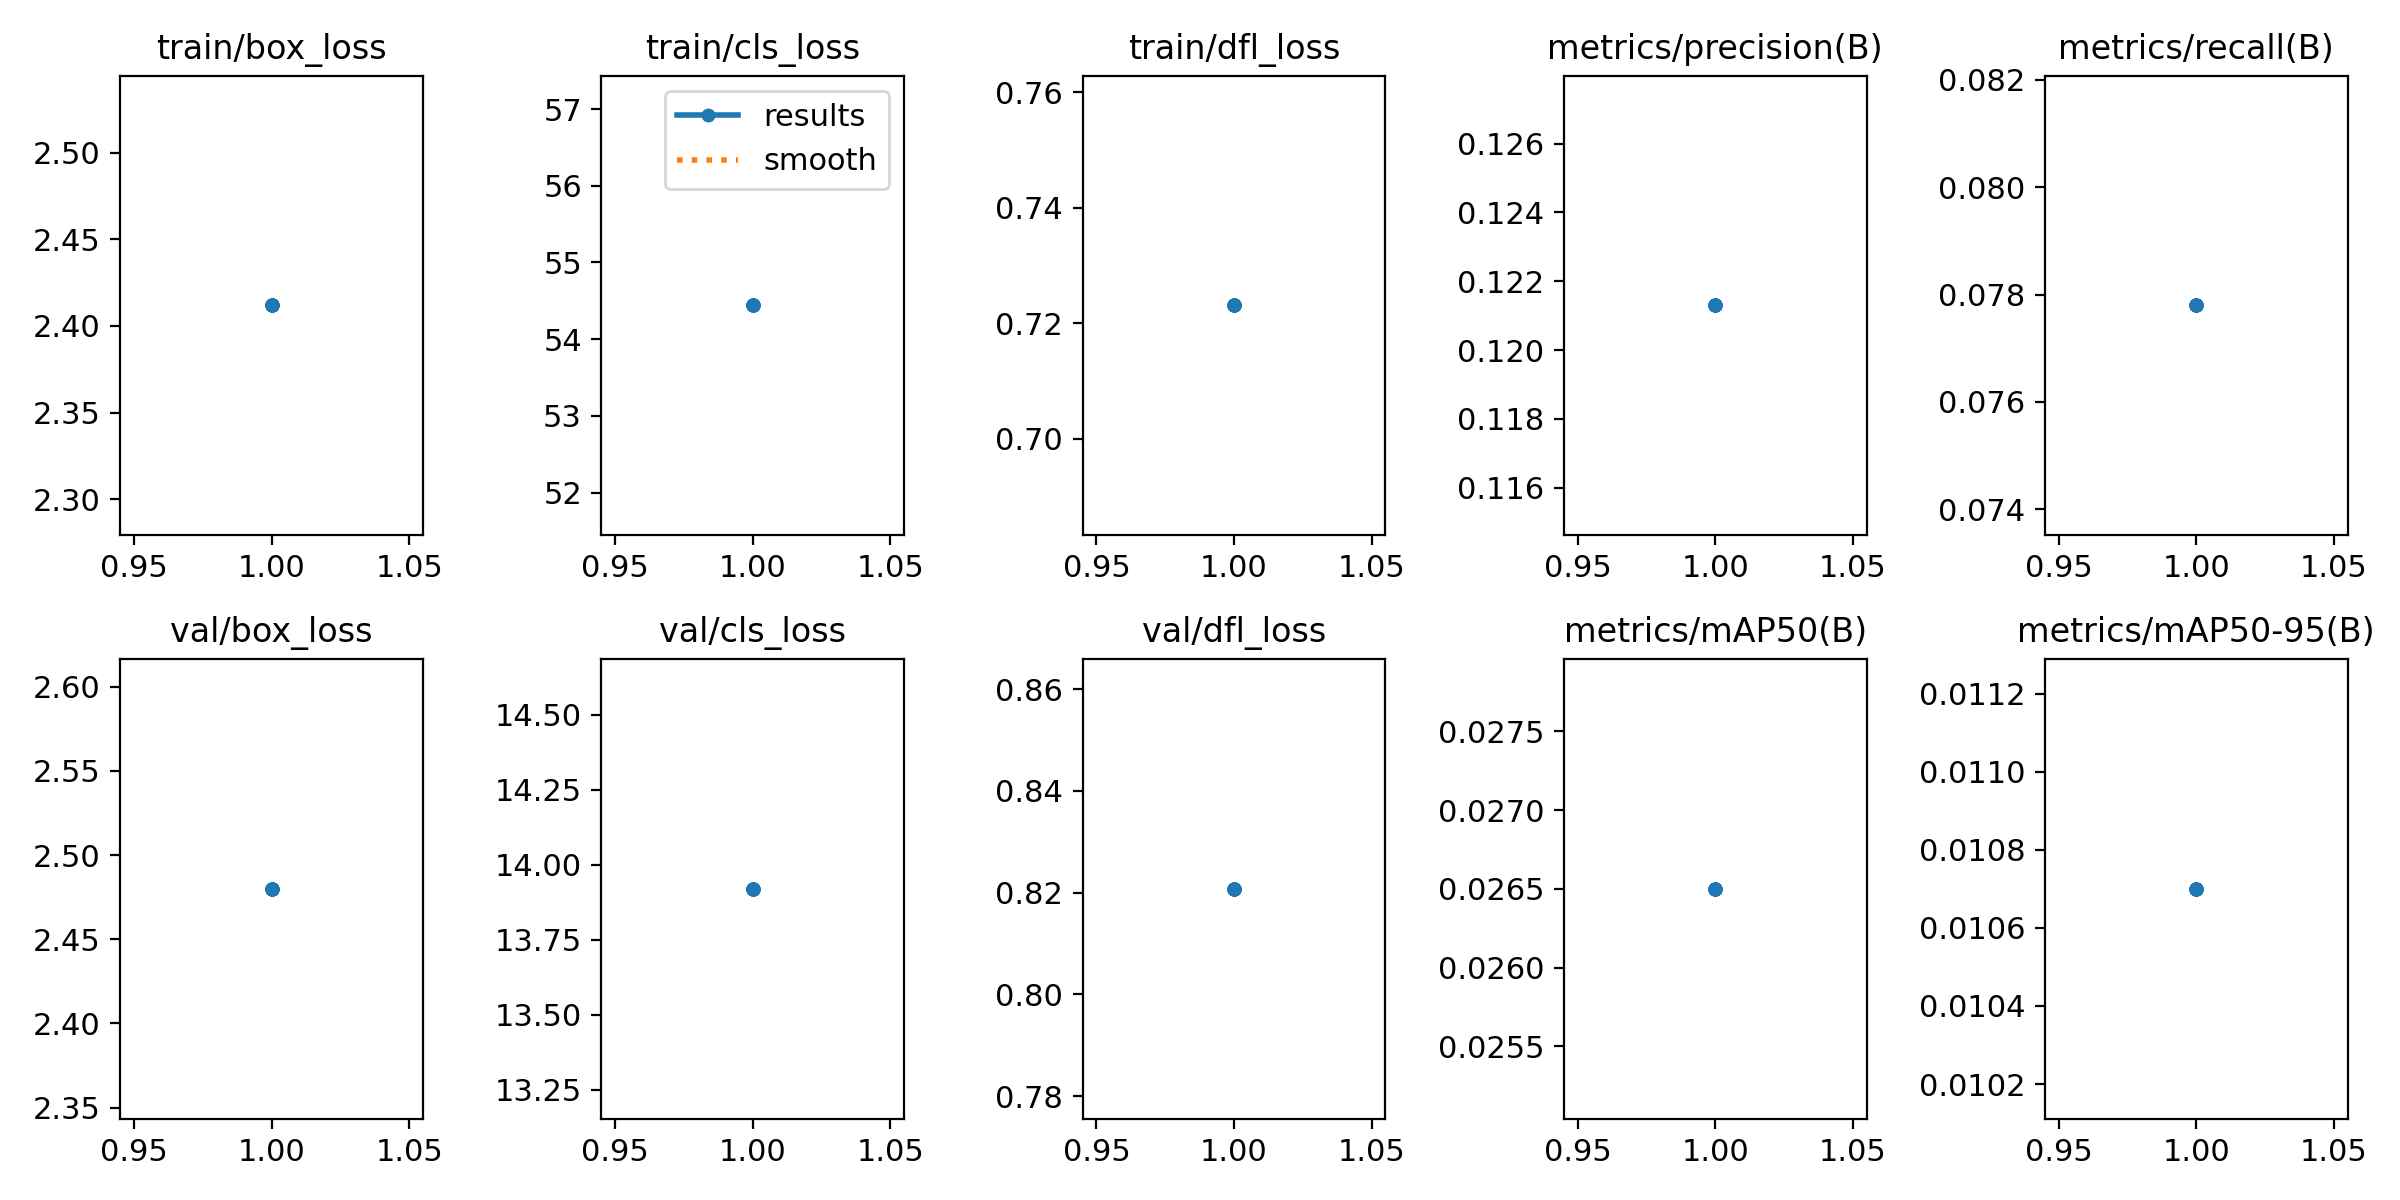 train/box_loss
2.50
2.45
2.40
2.35
2.30
0.95 1.00 1.05
train/cls_loss
results
smooth
57
56
55
54
53
52
0.95 1.00 1.05
train/dfl_loss
0.76
0.74
0.72
0.70
0.95 1.00 1.05
metrics/precision(B)
0.126
0.124
0.122
0.120
0.118
0.116
0.95 1.00 1.05
metrics/recall(B)
0.082
0.080
0.078
0.076
0.074
0.95 1.00 1.05
val/box_loss
2.60
2.55
2.50
2.45
2.40
2.35
0.95 1.00 1.05
val/cls_loss
14.50
14.25
14.00
13.75
13.50
13.25
0.95 1.00 1.05
val/dfl_loss
0.86
0.84
0.82
0.80
0.78
0.95 1.00 1.05
metrics/mAP50(B)
0.0275
0.0270
0.0265
0.0260
0.0255
0.95 1.00 1.05
metrics/mAP50-95(B)
0.0112
0.0110
0.0108
0.0106
0.0104
0.0102
0.95 1.00 1.05